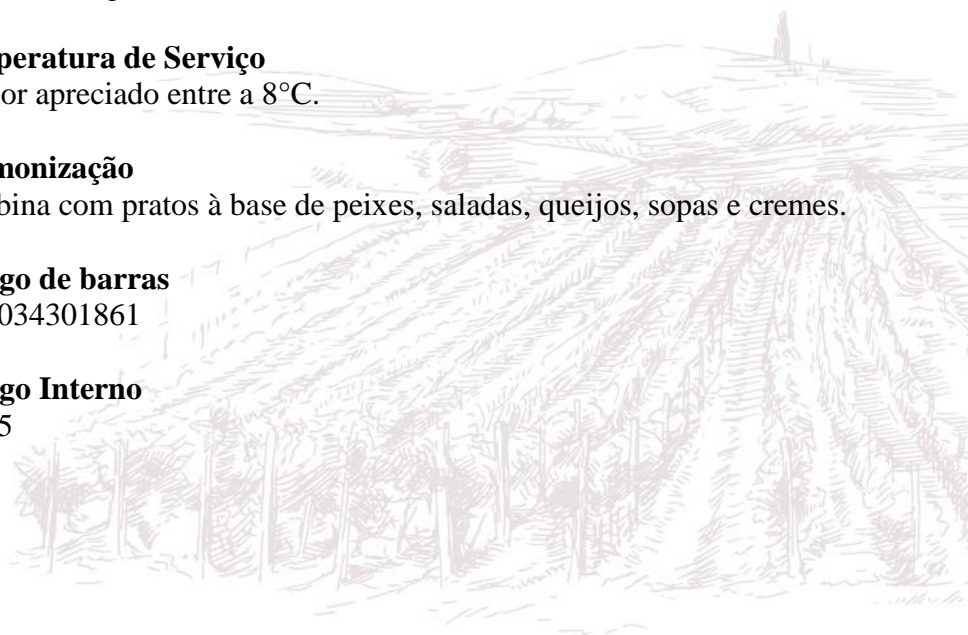 peratura de Serviço
or apreciado entre a 8°C.
monização
bina com pratos à base de peixes, saladas, queijos, sopas e cremes.
go de barras
034301861
go Interno
5